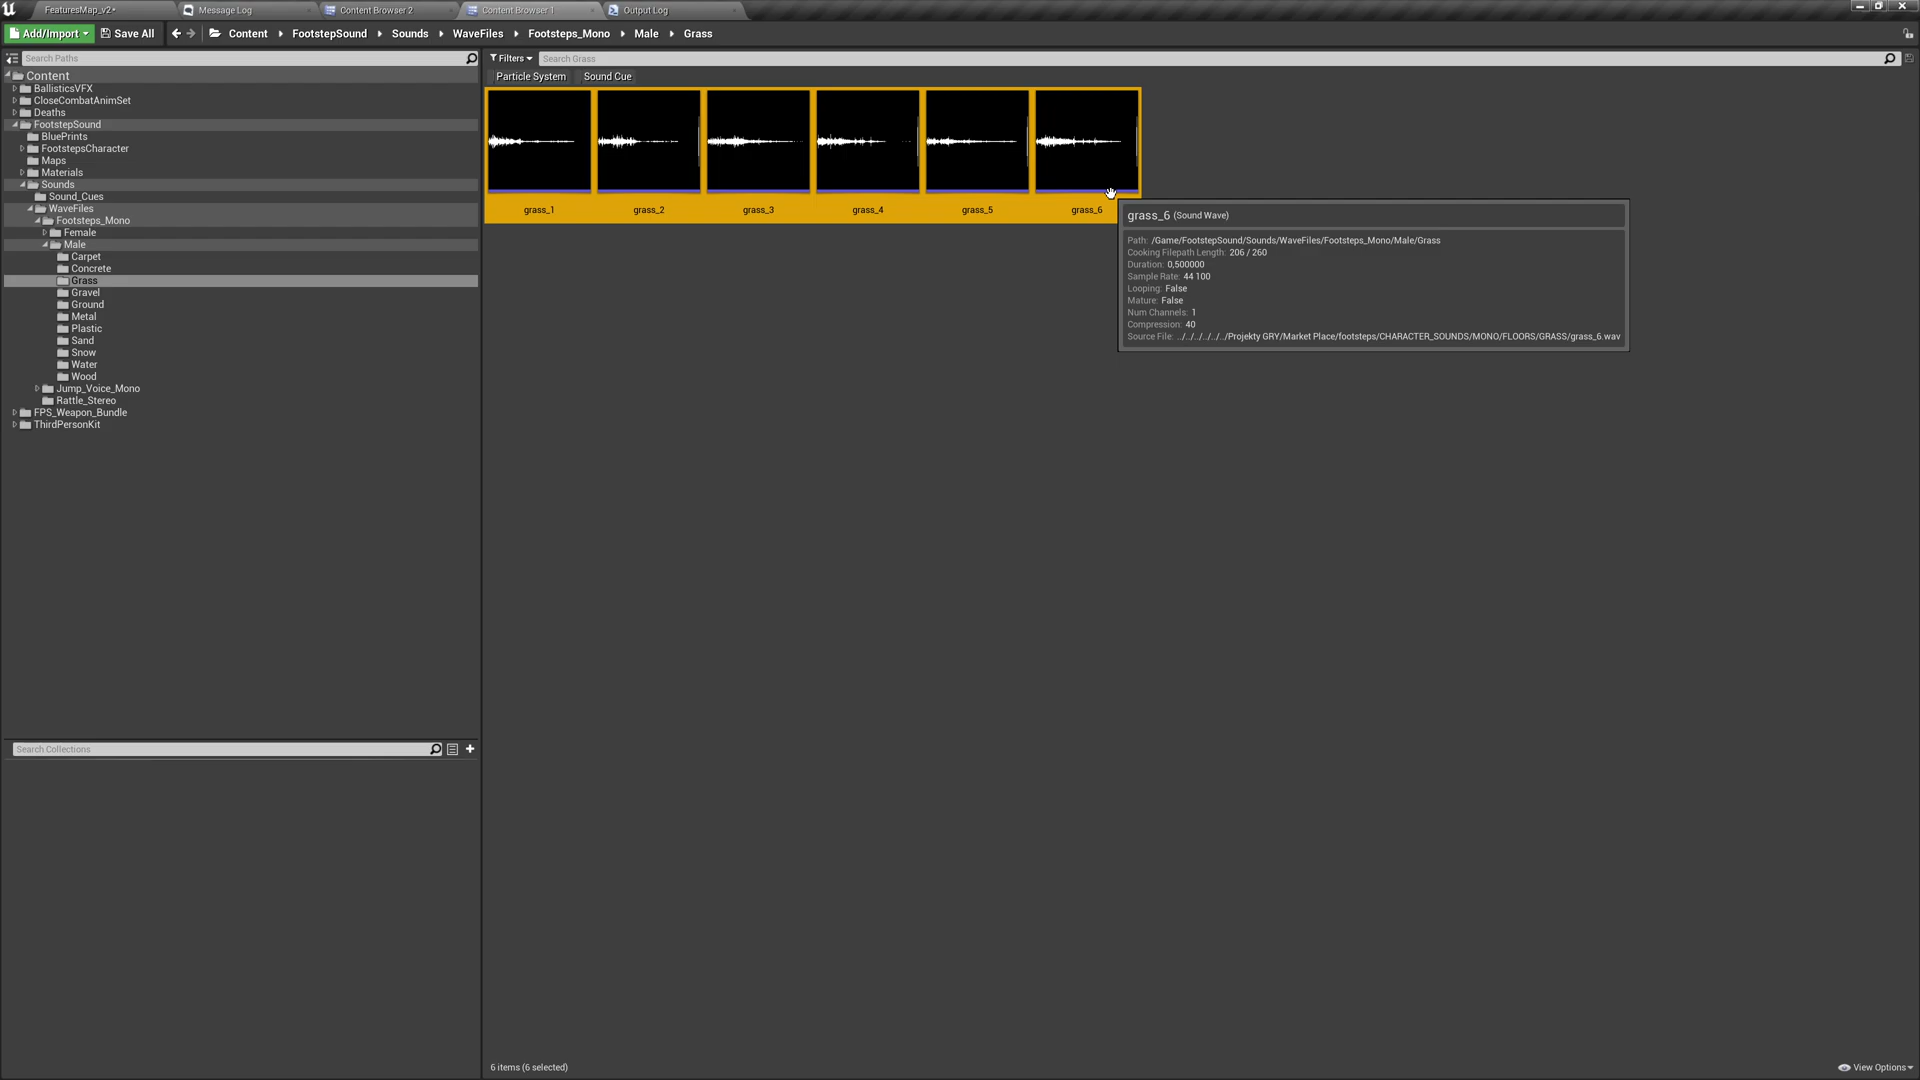 FeaturesMap_v2•
Message Log
Content Browser 2
Content Browser 1
Output Log
Add/Import
Save All
Content
FootstepSound
Sounds
WaveFiles
Footsteps_Mono
Male
Grass
Search Paths
Filters
Search Grass
Particle System
Sound Cue
Content
BallisticsVFX
CloseCombatAnimSet
Deaths
FootstepSound
BluePrints
FootstepsCharacter
Maps
Materials
Sounds
Sound_Cues
WaveFiles
Footsteps_Mono
Female
Male
Carpet
Concrete
Grass
Gravel
Ground
Metal
Plastic
Sand
Snow
Water
Wood
Jump_Voice_Mono
Rattle_Stereo
FPS_Weapon_Bundle
ThirdPersonKit
grass_1
grass_2
grass_3
grass_4
grass_5
grass_6
grass_6 (Sound Wave)
Path: /Game/FootstepSound/Sounds/WaveFiles/Footsteps_Mono/Male/Grass
Cooking Filepath Length: 206 / 260
Duration: 0,500000
Sample Rate: 44 100
Looping: False
Mature: False
Num Channels: 1
Compression: 40
Source File: ../../../../../../Projekty GRY/Market Place/footsteps/CHARACTER_SOUNDS/MONO/FLOORS/GRASS/grass_6.wav
Search Collections
6 items (6 selected)
View Options